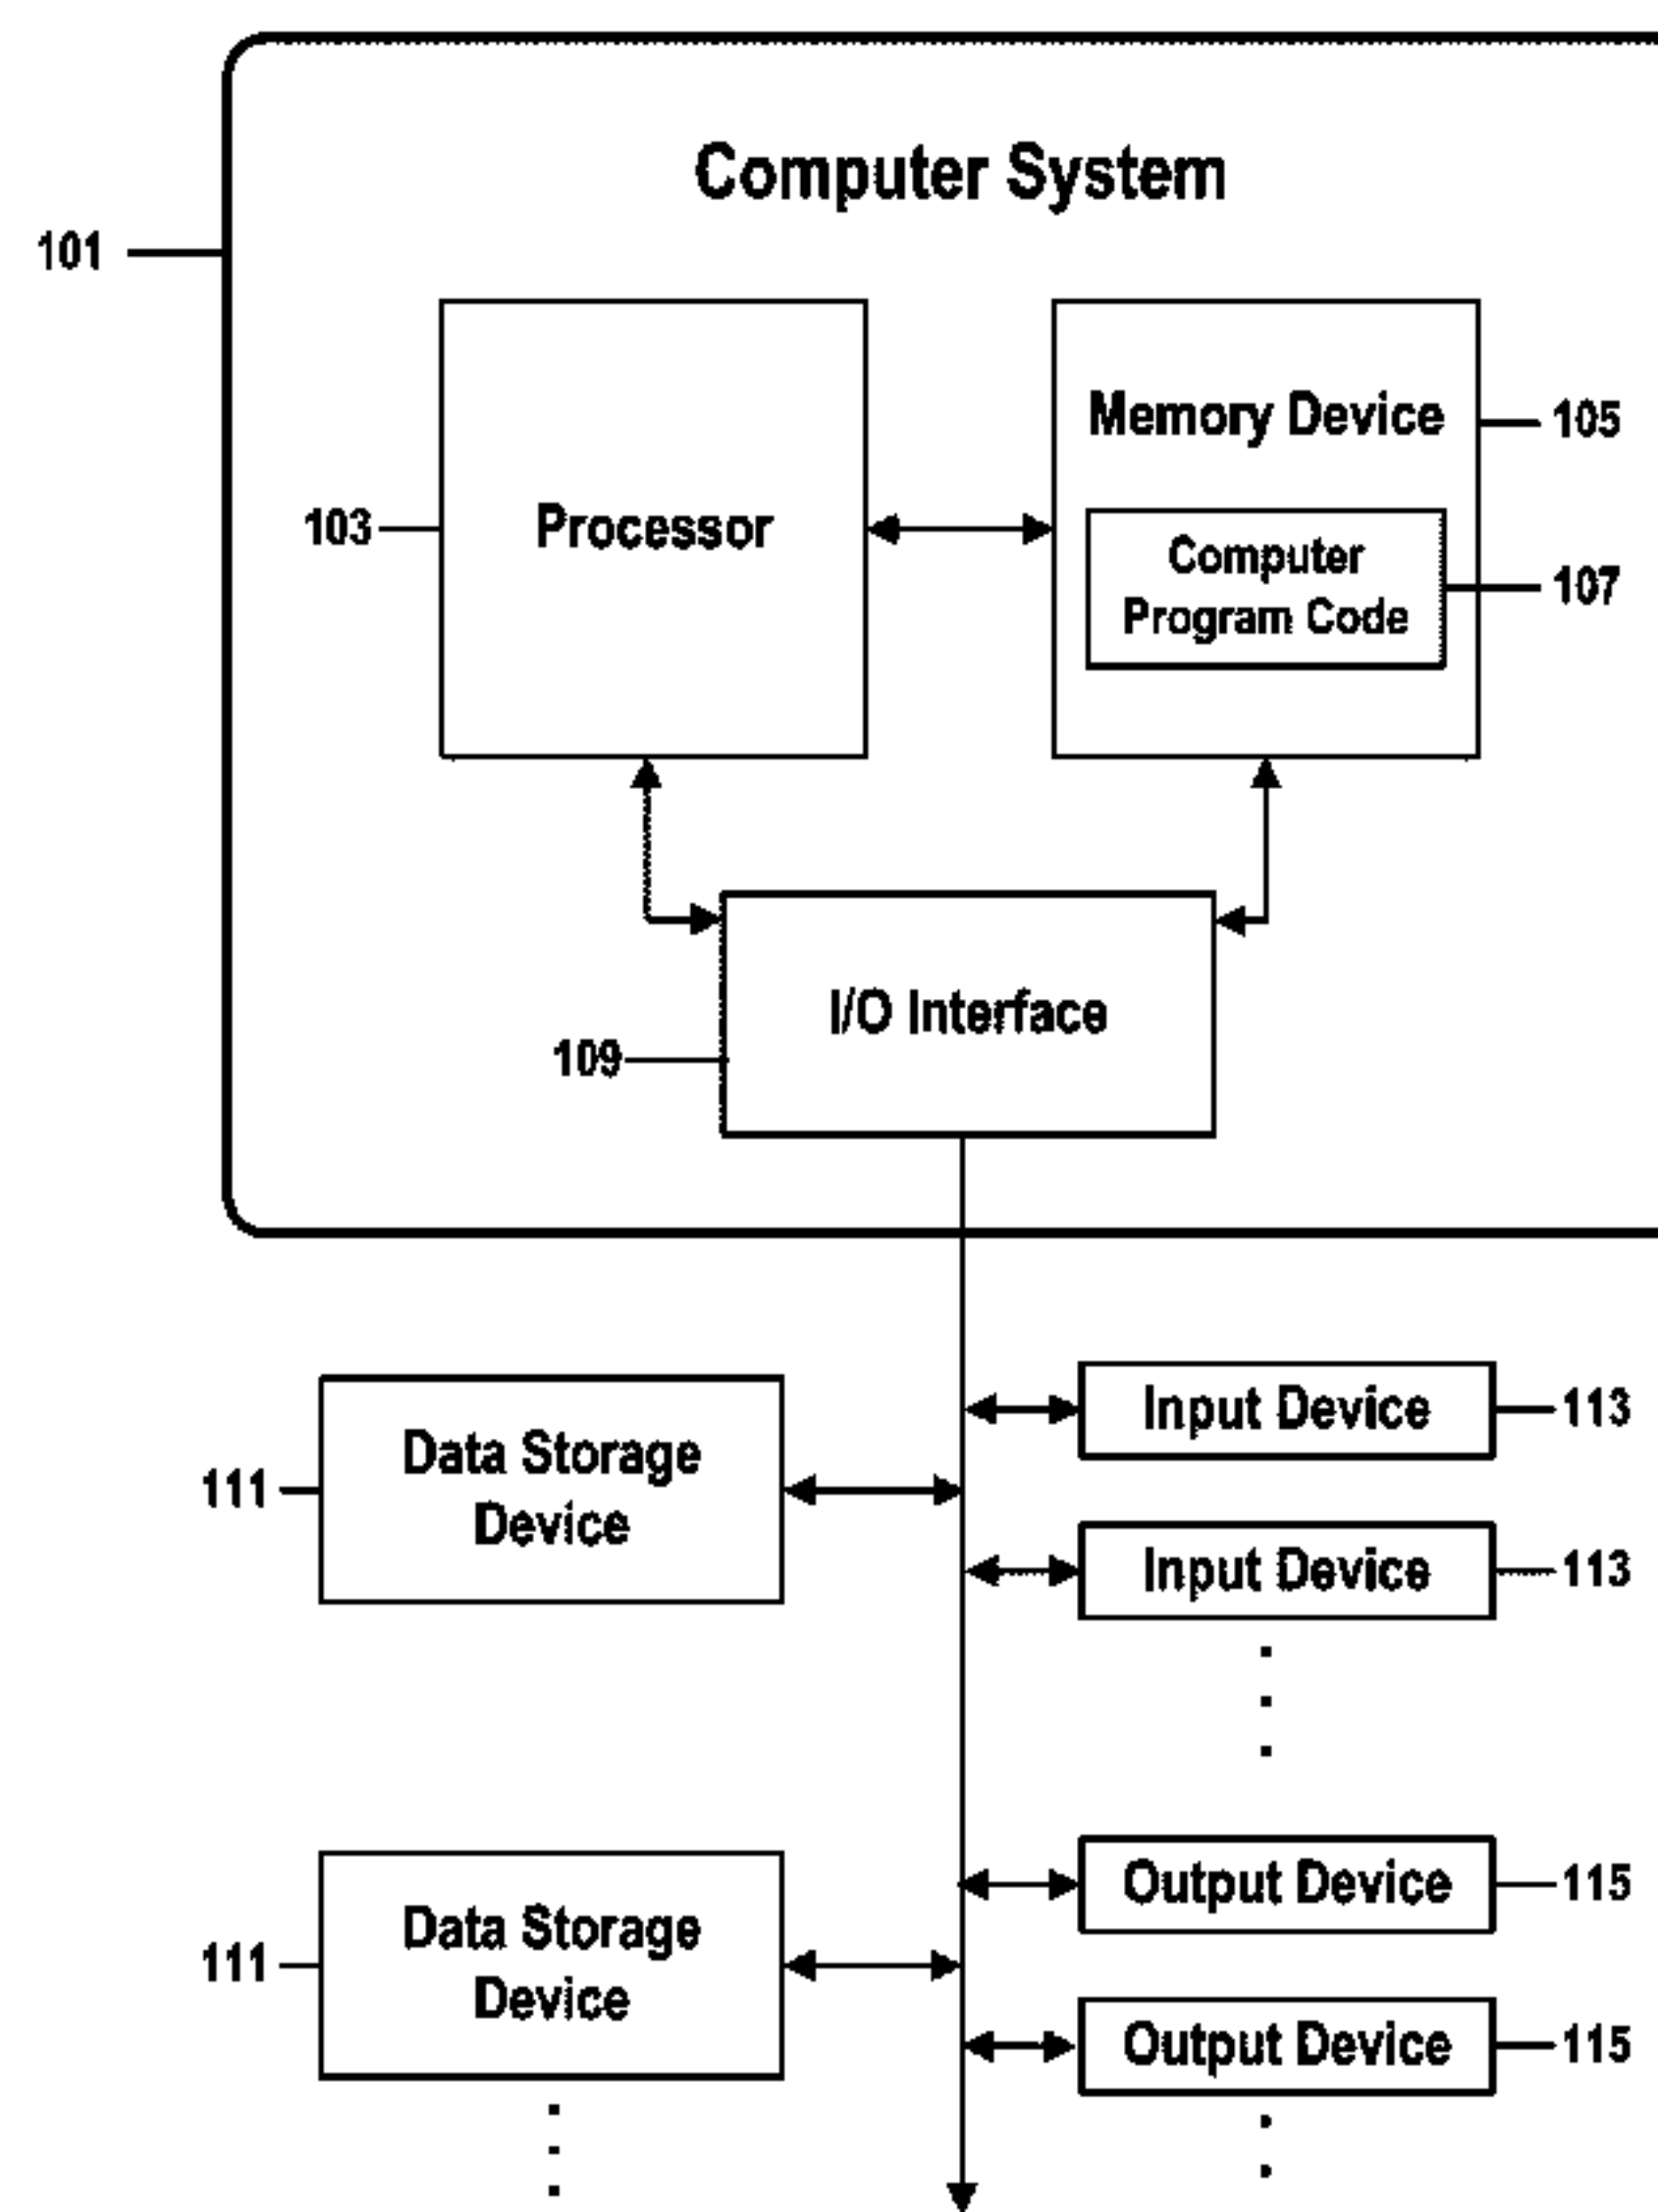 Computer System
101
Memory Device
105
103
Processor
Computer
Program Code
107
I/O Interface
109
Input Device
113
Data Storage
Device
111
Input Device
113
Output Device
115
Data Storage
Device
111
Output Device
115